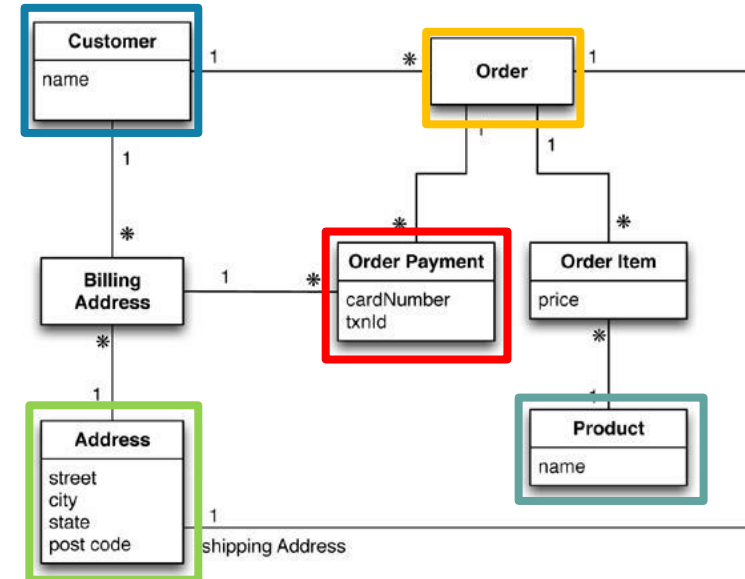 Customer
name
1
*
Order
1
1
*
1
1
*
*
Billing
Address
1
*
Order Payment
cardNumber
txnId
Order Item
price
*
1
*
1
Address
street
city
state
post code
Product
name
1
shipping Address